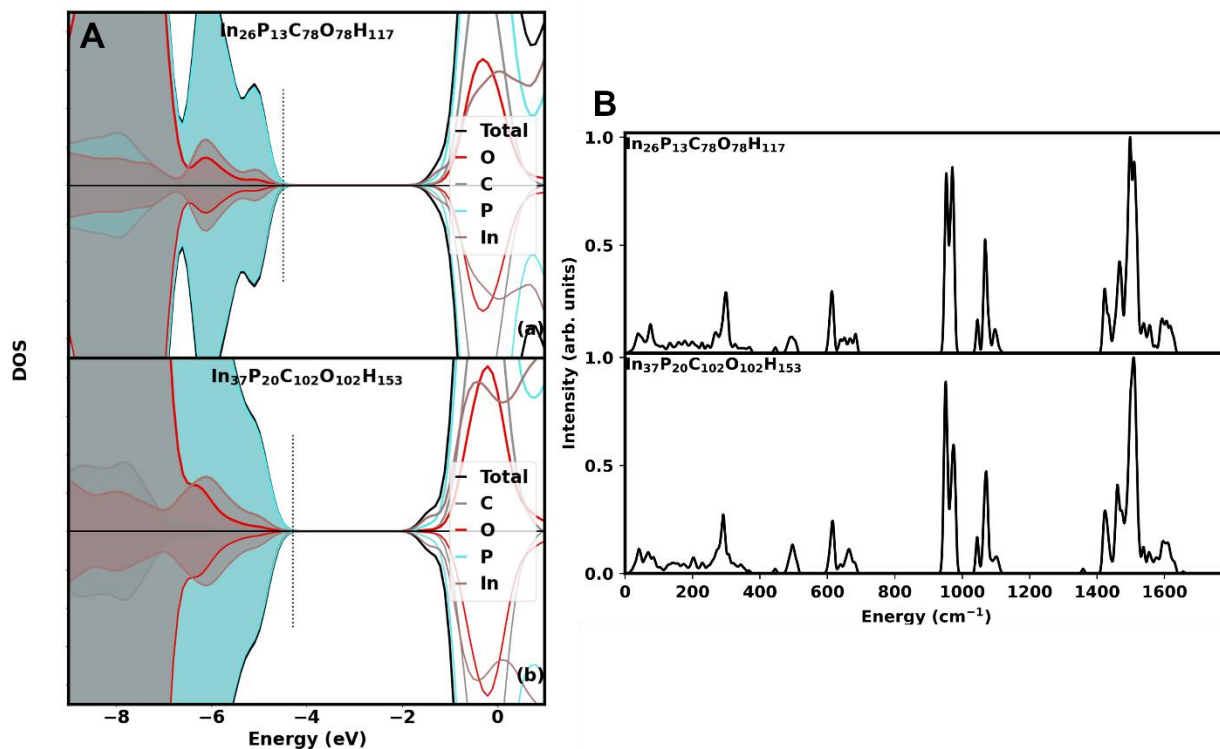 A
In₂₆P₁₃C₇₈O₇₈H₁₁₇
Total
O
C
P
In
(a)
DOS
In₃₇P₂₀C₁₀₂O₁₀₂H₁₅₃
Total
C
O
P
In
(b)
−8 −6 −4 −2 0
Energy (eV)
B
1.0
In₂₆P₁₃C₇₈O₇₈H₁₁₇
0.5
0.0
1.0
In₃₇P₂₀C₁₀₂O₁₀₂H₁₅₃
0.5
0.0
Intensity (arb. units)
0 200 400 600 800 1000 1200 1400 1600
Energy (cm⁻¹)